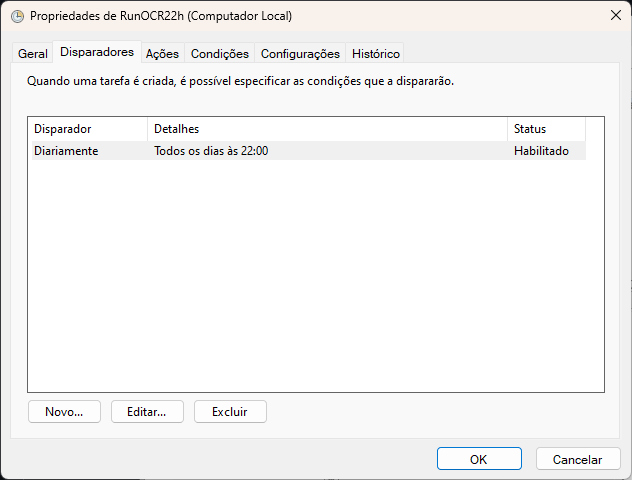 Propriedades de RunOCR22h (Computador Local)
Geral Disparadores Ações Condições Configurações Histórico
Quando uma tarefa é criada, é possível especificar as condições que a dispararão.
Disparador Detalhes Status
Diariamente Todos os dias às 22:00 Habilitado
Novo... Editar... Excluir
OK Cancelar